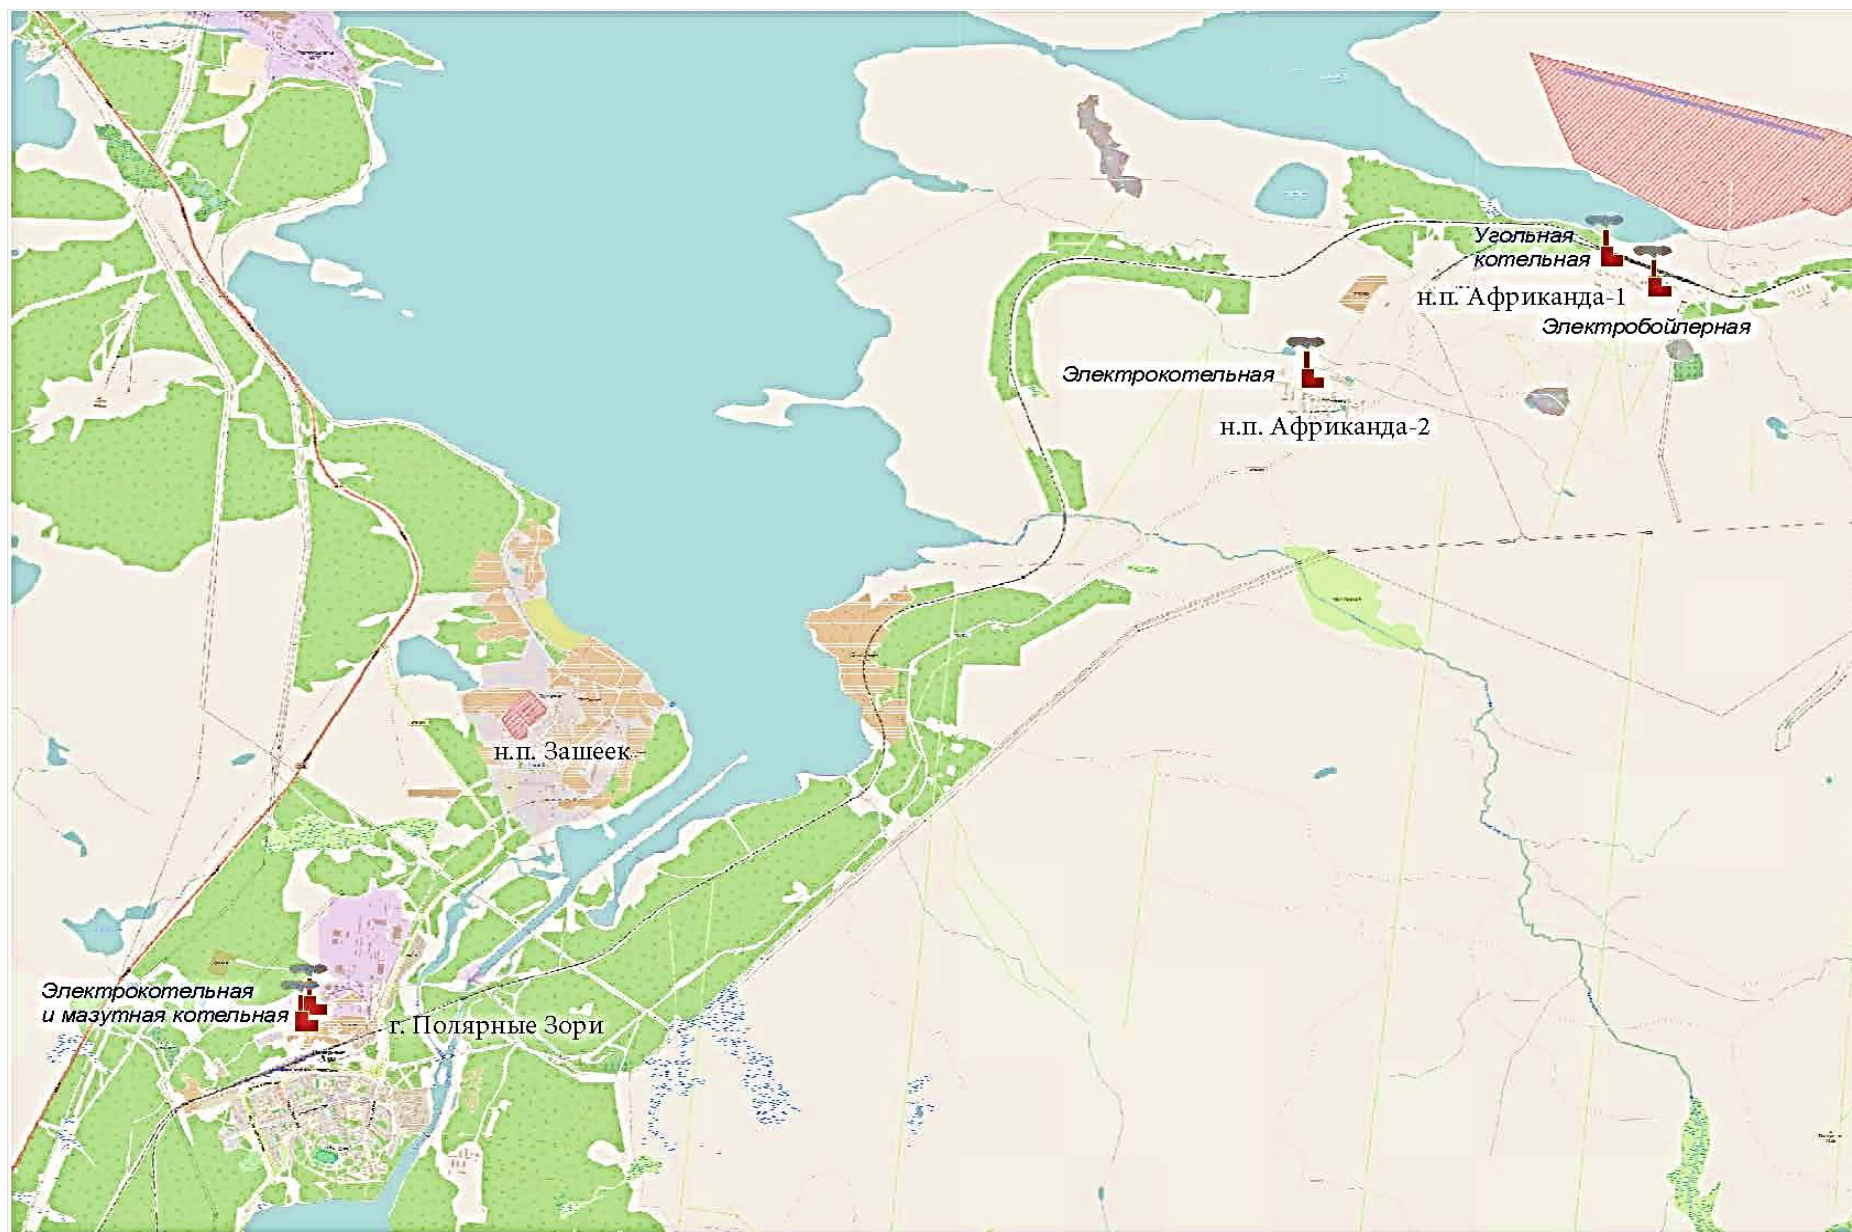 Угольная
котельная
н.п. Африканда-1
Электробойлерная
Электрокотельная
н.п. Африканда-2
н.п. Зашеек
Электрокотельная
и мазутная котельная
г. Полярные Зори